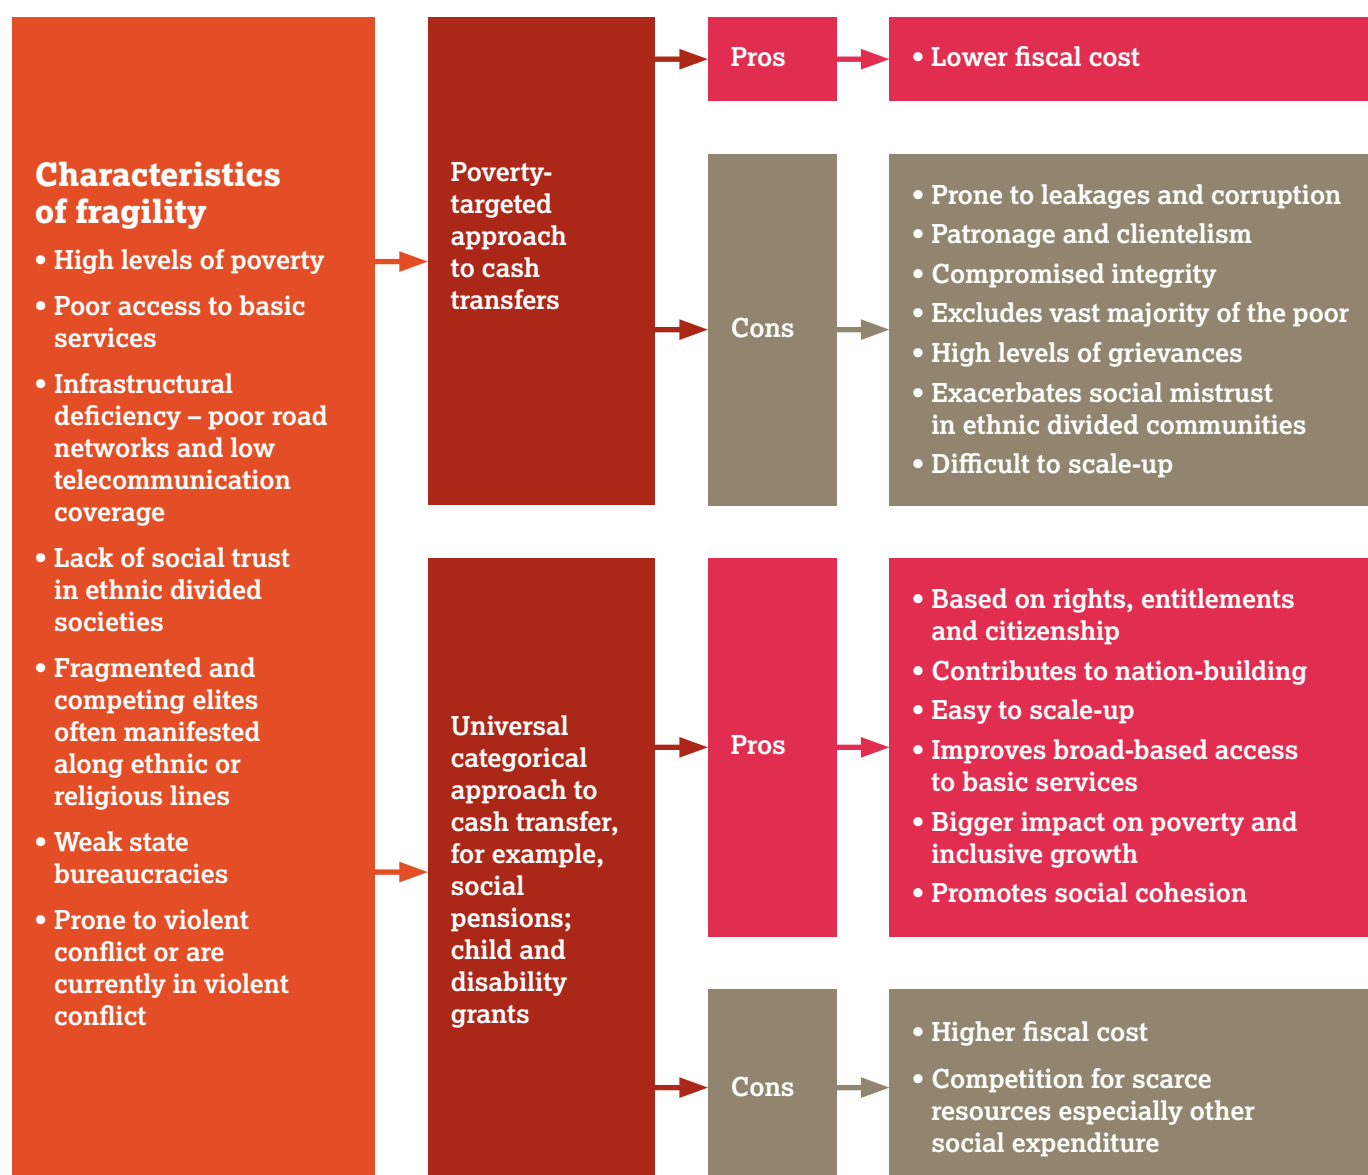 Characteristics
of fragility
• High levels of poverty
• Poor access to basic
services
• Infrastructural
deficiency – poor road
networks and low
telecommunication
coverage
• Lack of social trust
in ethnic divided
societies
• Fragmented and
competing elites
often manifested
along ethnic or
religious lines
• Weak state
bureaucracies
• Prone to violent
conflict or are
currently in violent
conflict
Poverty-
targeted
approach
to cash
transfers
Pros
• Lower fiscal cost
Cons
• Prone to leakages and corruption
• Patronage and clientelism
• Compromised integrity
• Excludes vast majority of the poor
• High levels of grievances
• Exacerbates social mistrust
in ethnic divided communities
• Difficult to scale-up
Universal
categorical
approach to
cash transfer,
for example,
social
pensions;
child and
disability
grants
Pros
• Based on rights, entitlements
and citizenship
• Contributes to nation-building
• Easy to scale-up
• Improves broad-based access
to basic services
• Bigger impact on poverty and
inclusive growth
• Promotes social cohesion
Cons
• Higher fiscal cost
• Competition for scarce
resources especially other
social expenditure